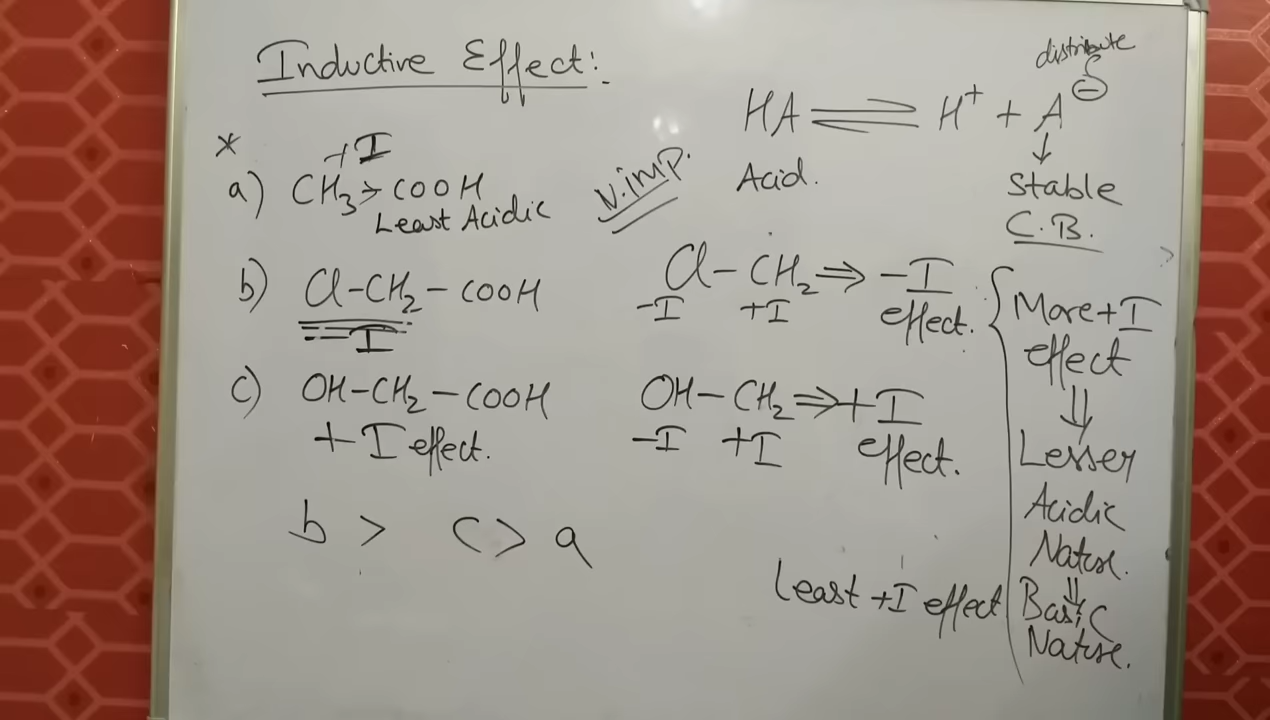 Inductive Effect:
*
+I
a) CH₃ > COOH
Least Acidic
b) Cl-CH₂-COOH
-I
c) OH-CH₂-COOH
+I effect.
b > c > a
V.imp.
distribute
HA ⇌ H⁺ + A⊖
Acid.
↓
Stable
C.B.
Cl-CH₂ ⇒ -I
-I +I effect.
OH-CH₂ ⇒ +I
-I +I effect.
Least +I effect
More +I
effect
⇓
Lesser
Acidic
Nature.
⇓
Basic
Nature.